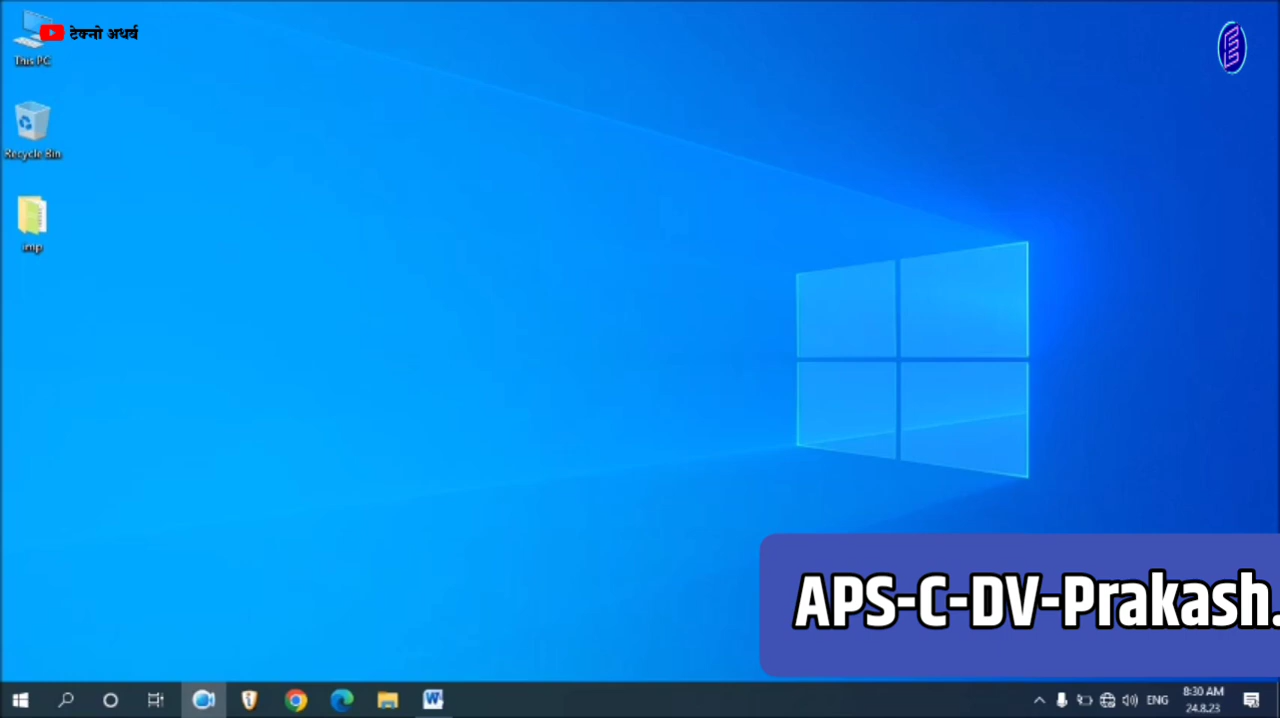 टेक्नो अथर्व
This PC
Recycle Bin
imp
APS-C-DV-Prakash.
ENG
8:30 AM
24.8.23